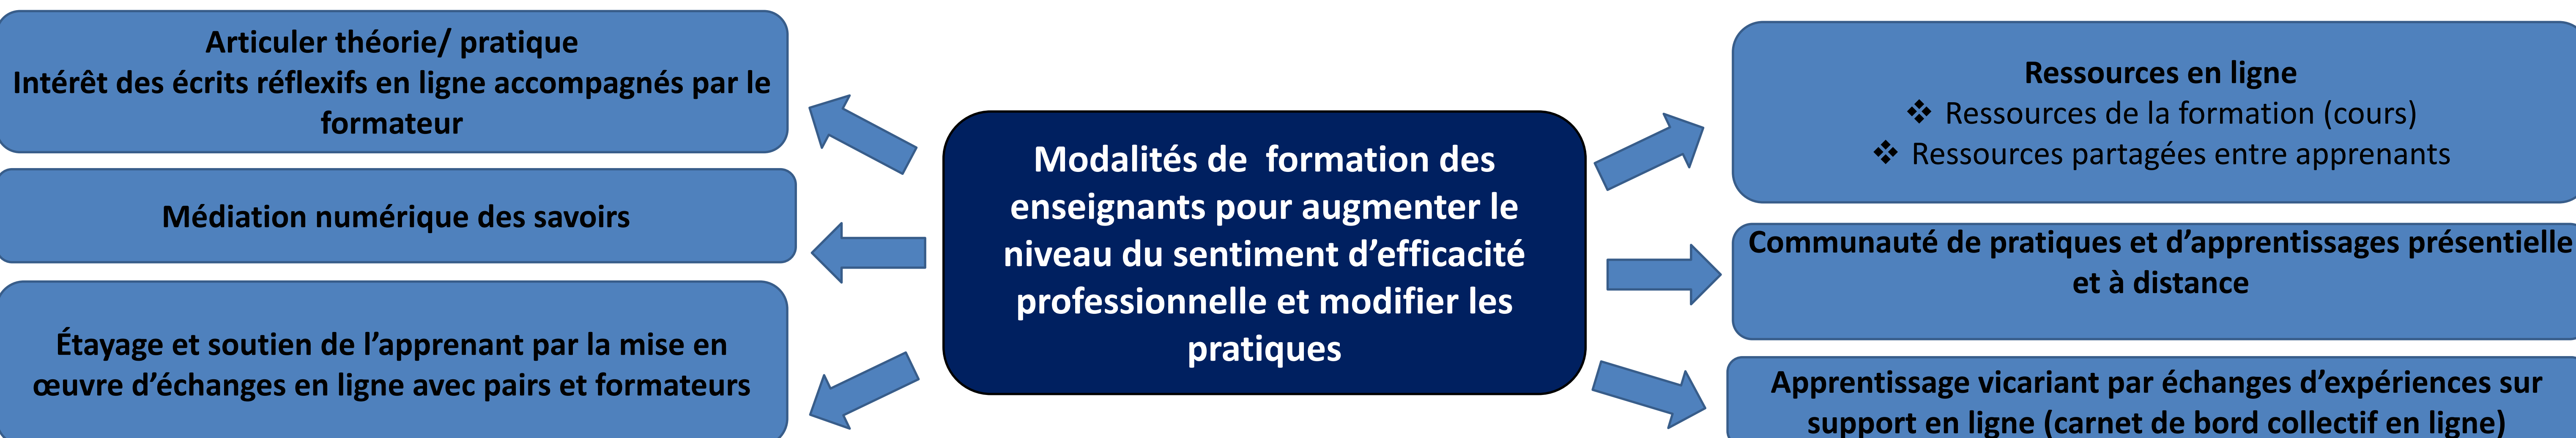 Articuler théorie/ pratique
Intérêt des écrits réflexifs en ligne accompagnés par le
formateur
Médiation numérique des savoirs
Étayage et soutien de l’apprenant par la mise en
œuvre d’échanges en ligne avec pairs et formateurs
Modalités de formation des
enseignants pour augmenter le
niveau du sentiment d’efficacité
professionnelle et modifier les
pratiques
Ressources en ligne
❖ Ressources de la formation (cours)
❖ Ressources partagées entre apprenants
Communauté de pratiques et d’apprentissages présentielle
et à distance
Apprentissage vicariant par échanges d’expériences sur
support en ligne (carnet de bord collectif en ligne)